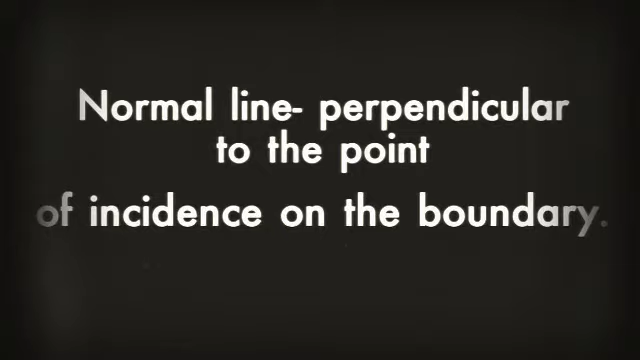 Normal line- perpendicular
to the point
of incidence on the boundary.